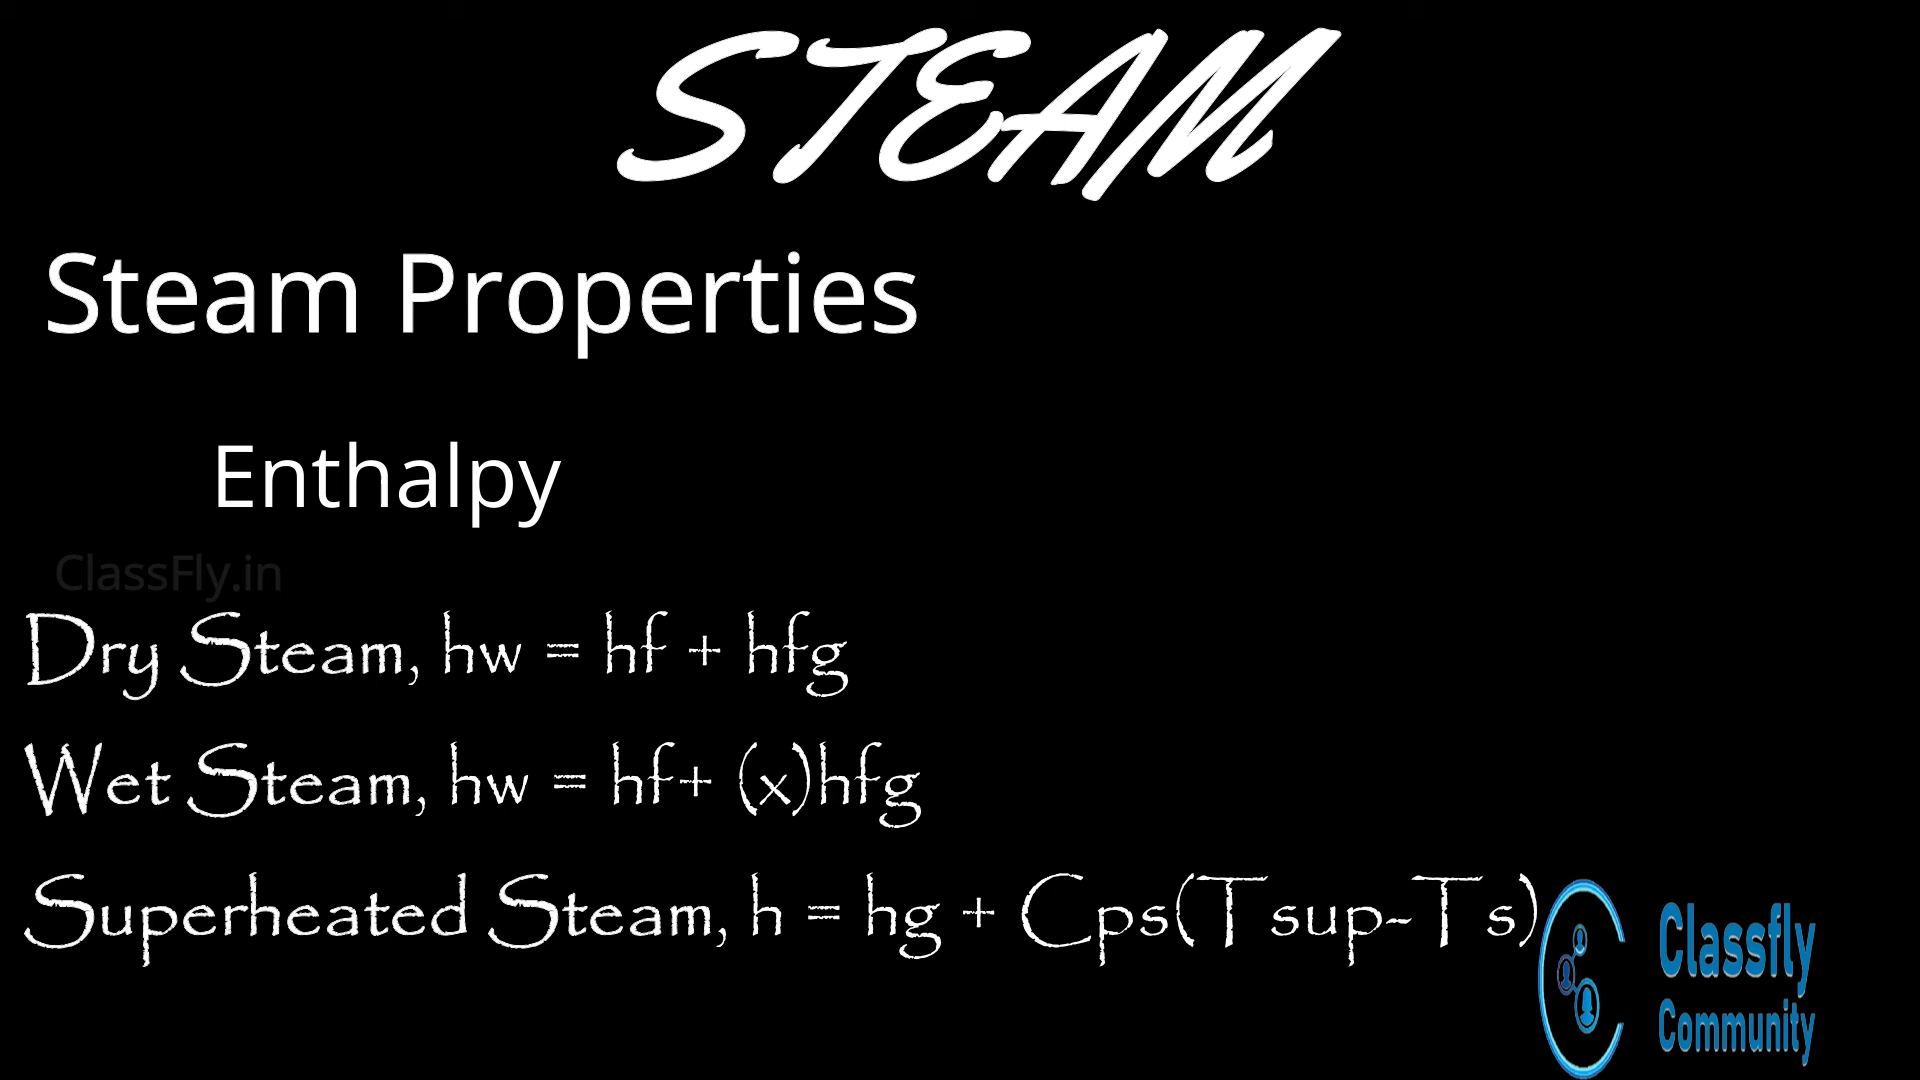 STEAM
Steam Properties
Enthalpy
ClassFly.in
Dry Steam, hw = hf + hfg
Wet Steam, hw = hf+ (x)hfg
Superheated Steam, h = hg + Cps(Tsup-Ts)
Classfly
Community